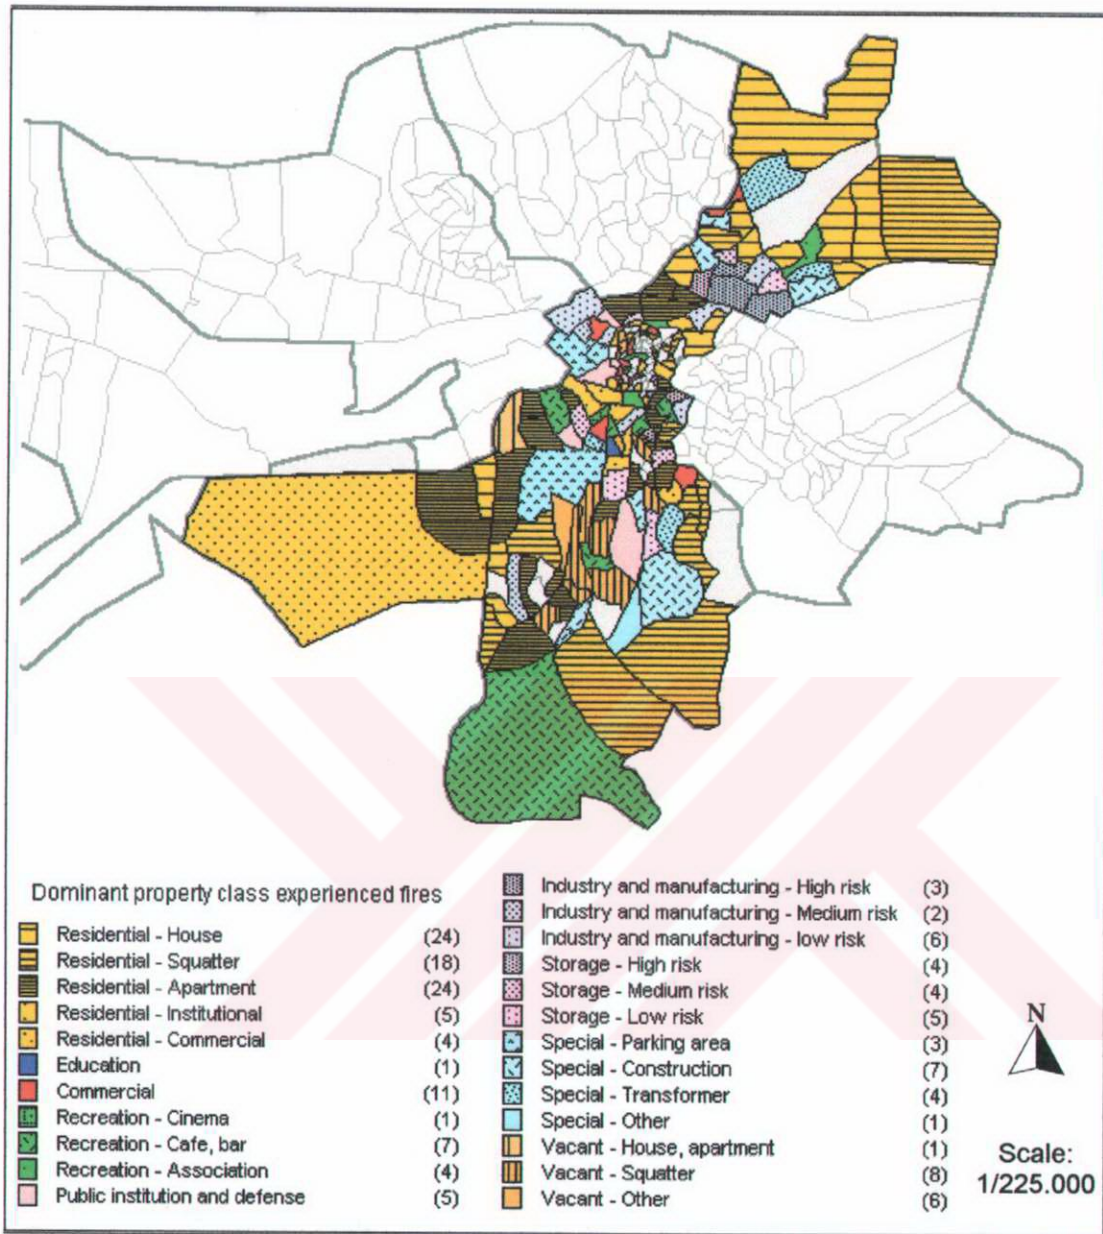 Dominant property class experienced fires
Residential - House (24)
Residential - Squatter (18)
Residential - Apartment (24)
Residential - Institutional (5)
Residential - Commercial (4)
Education (1)
Commercial (11)
Recreation - Cinema (1)
Recreation - Cafe, bar (7)
Recreation - Association (4)
Public institution and defense (5)
Industry and manufacturing - High risk (3)
Industry and manufacturing - Medium risk (2)
Industry and manufacturing - low risk (6)
Storage - High risk (4)
Storage - Medium risk (4)
Storage - Low risk (5)
Special - Parking area (3)
Special - Construction (7)
Special - Transformer (4)
Special - Other (1)
Vacant - House, apartment (1)
Vacant - Squatter (8)
Vacant - Other (6)
N
Scale:
1/225.000